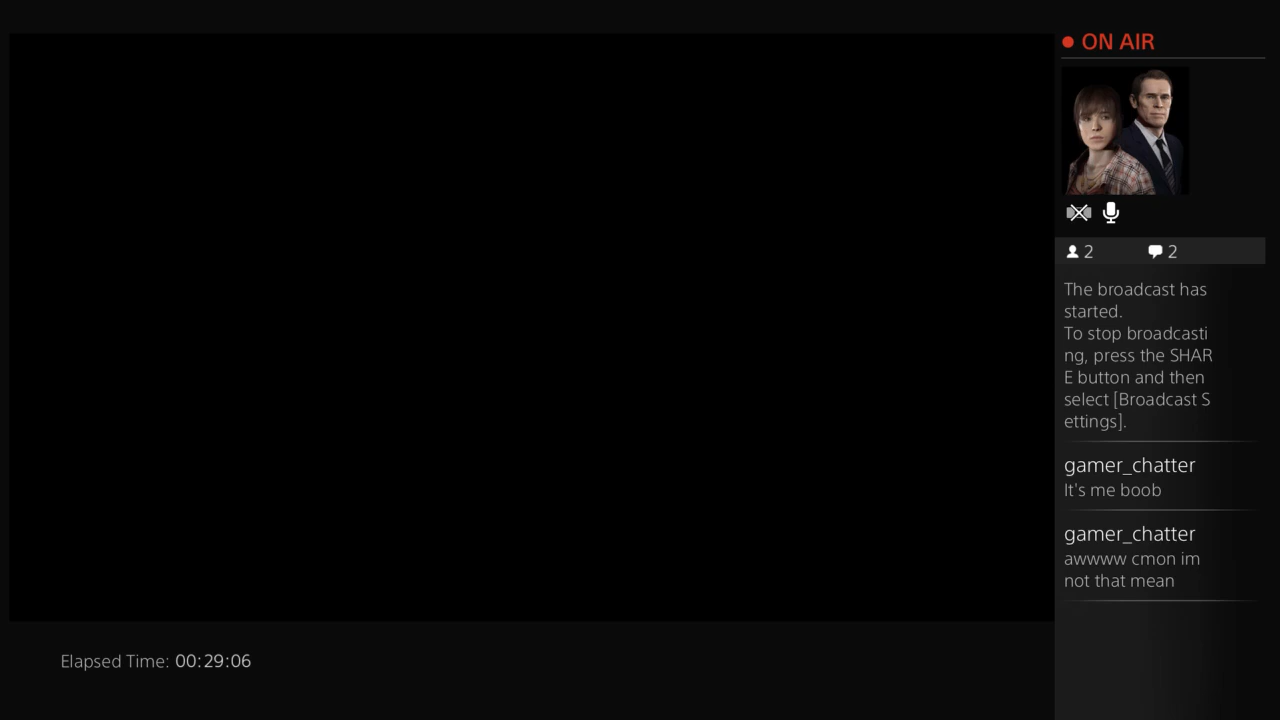 ON AIR
2
2
The broadcast has
started.
To stop broadcasti
ng, press the SHAR
E button and then
select [Broadcast S
ettings].
gamer_chatter
It's me boob
gamer_chatter
awwww cmon im
not that mean
Elapsed Time: 00:29:06